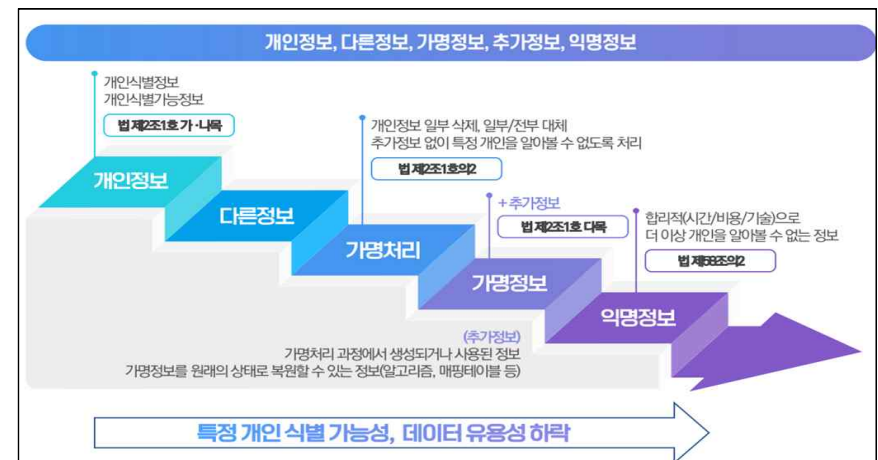 개인정보, 다른정보, 가명정보, 추가정보, 익명정보
개인식별정보
개인식별가능정보
법 제2조1호 가·나목
개인정보
다른정보
개인정보 일부 삭제, 일부/전부 대체
추가정보 없이 특정 개인을 알아볼 수 없도록 처리
법 제2조1호의2
가명처리
+ 추가정보
법 제2조1호 다목
가명정보
합리적(시간/비용/기술)으로
더 이상 개인을 알아볼 수 없는 정보
법 제58조의2
익명정보
(추가정보)
가명처리 과정에서 생성되거나 사용된 정보
가명정보를 원래의 상태로 복원할 수 있는 정보(알고리즘, 매핑테이블 등)
특정 개인 식별 가능성, 데이터 유용성 하락